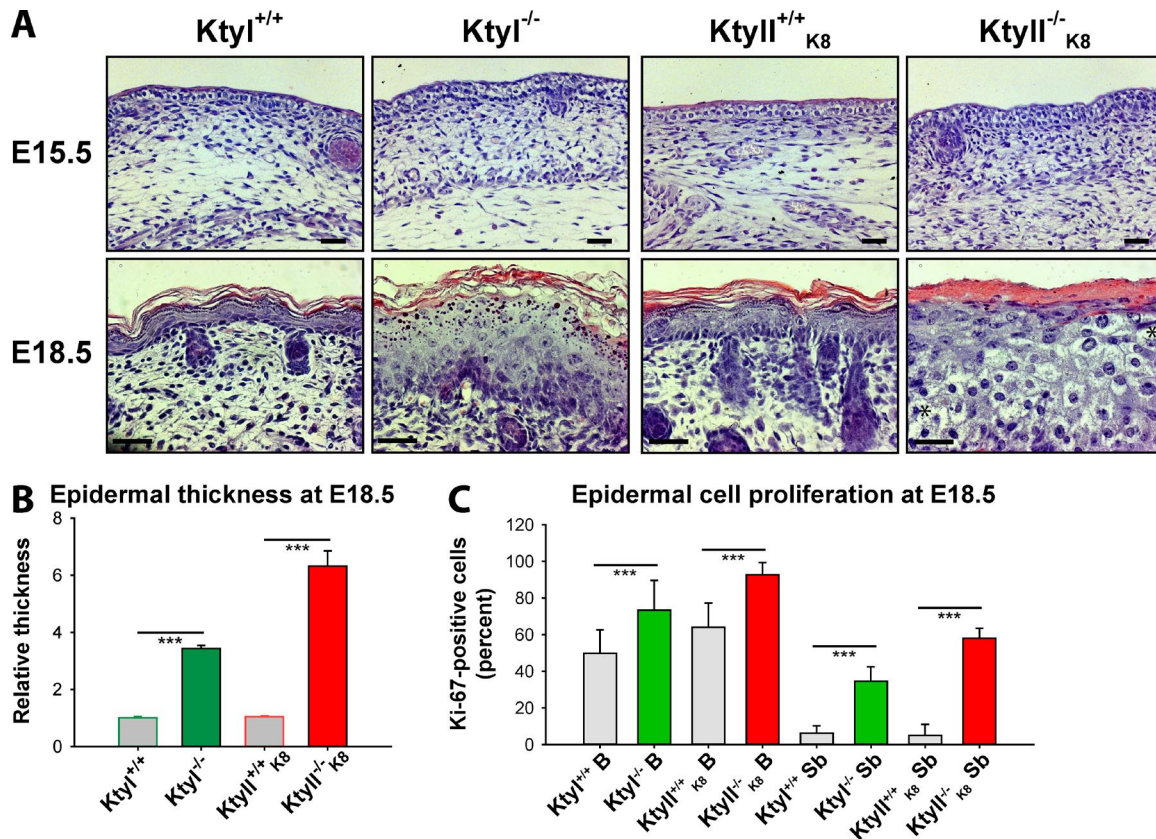 A
KtyI+/+ KtyI-/- KtyII+/+ K8 KtyII-/- K8
E15.5
E18.5
* *
B Epidermal thickness at E18.5
Relative thickness
8
6
4
2
0
***
***
KtyI+/+ KtyI-/- KtyII+/+ K8 KtyII-/- K8
C Epidermal cell proliferation at E18.5
Ki-67-positive cells
(percent)
120
100
80
60
40
20
0
***
***
***
***
KtyI+/+ B KtyI-/- B KtyII+/+ K8 B KtyII-/- K8 B KtyI+/+ Sb KtyI-/- Sb KtyII+/+ K8 Sb KtyII-/- K8 Sb